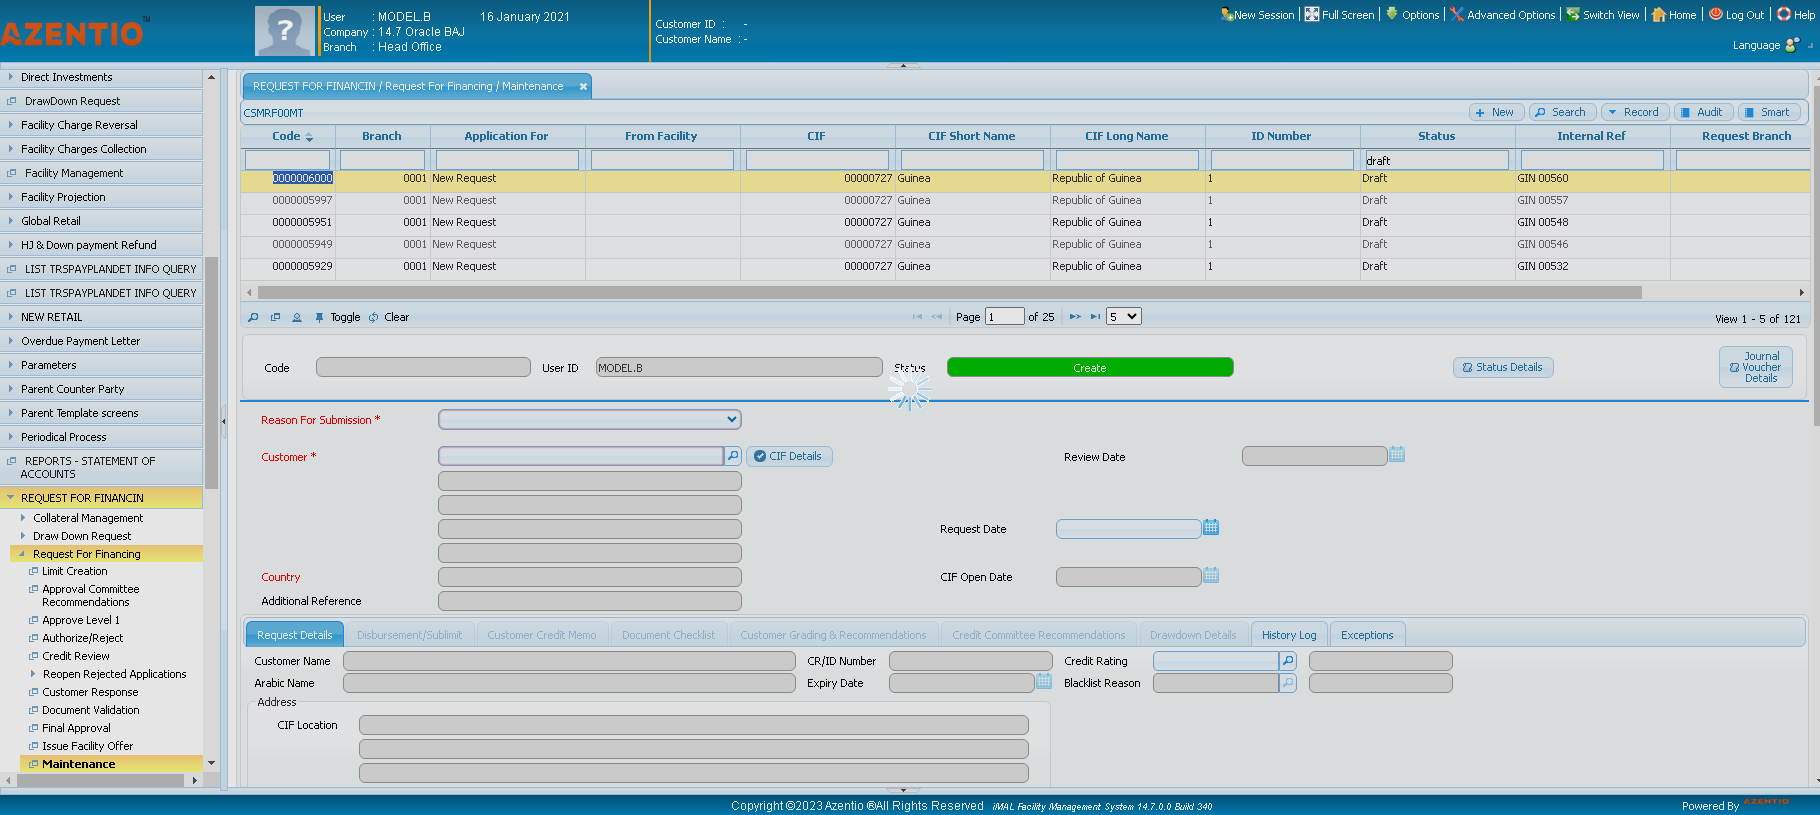 AZENTIO™
User : MODEL.B 16 January 2021
Company : 14.7 Oracle BAJ
Branch : Head Office
Customer ID : -
Customer Name : -
New Session | Full Screen | Options | Advanced Options | Switch View | Home | Log Out | Help
Language
Direct Investments
DrawDown Request
Facility Charge Reversal
Facility Charges Collection
Facility Management
Facility Projection
Global Retail
HJ & Down payment Refund
LIST TRSPAYPLANDET INFO QUERY
LIST TRSPAYPLANDET INFO QUERY
NEW RETAIL
Overdue Payment Letter
Parameters
Parent Counter Party
Parent Template screens
Periodical Process
REPORTS - STATEMENT OF
ACCOUNTS
REQUEST FOR FINANCIN
Collateral Management
Draw Down Request
Request For Financing
Limit Creation
Approval Committee
Recommendations
Approve Level 1
Authorize/Reject
Credit Review
Reopen Rejected Applications
Customer Response
Document Validation
Final Approval
Issue Facility Offer
Maintenance
REQUEST FOR FINANCIN / Request For Financing / Maintenance
CSMRF00MT
New Search Record Audit Smart
Code Branch Application For From Facility CIF CIF Short Name CIF Long Name ID Number Status Internal Ref Request Branch
draft
0000006000 0001 New Request 00000727 Guinea Republic of Guinea 1 Draft GIN 00560
0000005997 0001 New Request 00000727 Guinea Republic of Guinea 1 Draft GIN 00557
0000005951 0001 New Request 00000727 Guinea Republic of Guinea 1 Draft GIN 00548
0000005949 0001 New Request 00000727 Guinea Republic of Guinea 1 Draft GIN 00546
0000005929 0001 New Request 00000727 Guinea Republic of Guinea 1 Draft GIN 00532
Toggle Clear Page 1 of 25 5 View 1 - 5 of 121
Code User ID MODEL.B Status Create Status Details
Journal
Voucher
Details
Reason For Submission *
Customer * CIF Details Review Date
Request Date
Country CIF Open Date
Additional Reference
Request Details Disbursement/Sublimit Customer Credit Memo Document Checklist Customer Grading & Recommendations Credit Committee Recommendations Drawdown Details History Log Exceptions
Customer Name CR/ID Number Credit Rating
Arabic Name Expiry Date Blacklist Reason
Address
CIF Location
Copyright ©2023 Azentio ®All Rights Reserved iMAL Facility Management System 14.7.0.0 Build 340
Powered By AZENTIO